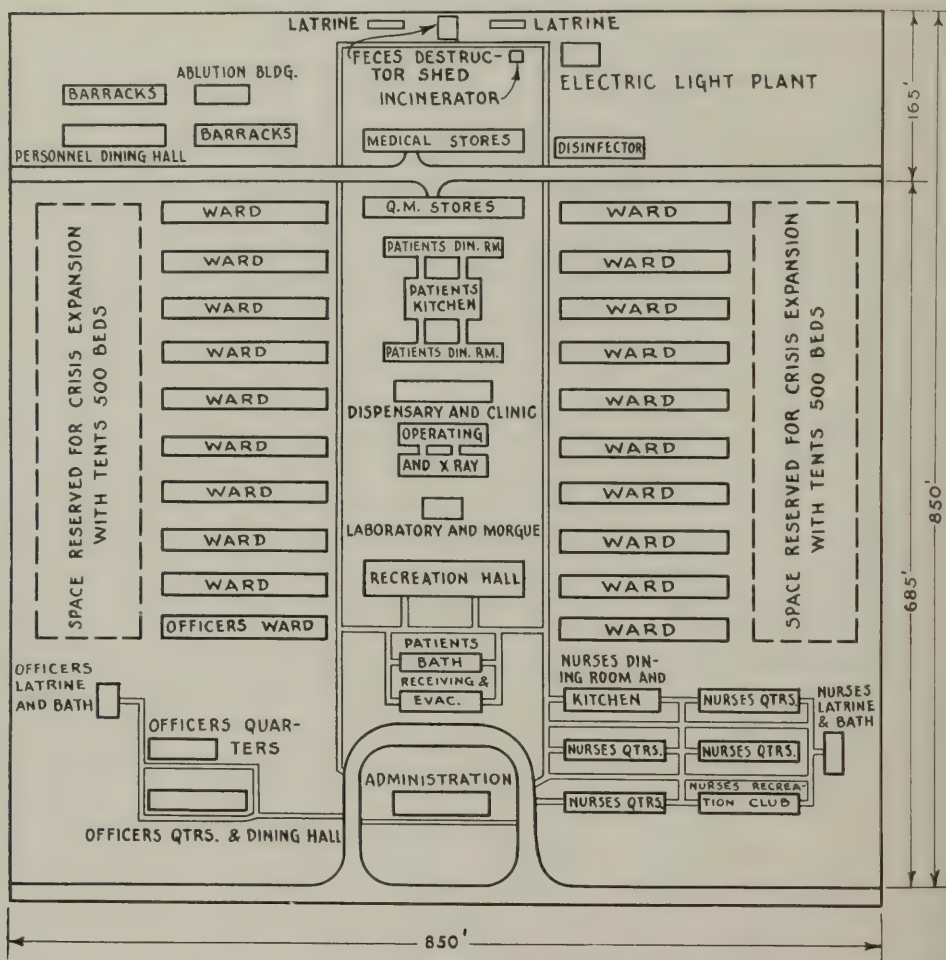 LATRINE
LATRINE
FECES DESTRUC-
TOR SHED
INCINERATOR
ELECTRIC LIGHT PLANT
ABLUTION BLDG.
BARRACKS
BARRACKS
PERSONNEL DINING HALL
MEDICAL STORES
DISINFECTOR
165'
Q.M. STORES
SPACE RESERVED FOR CRISIS EXPANSION
WITH TENTS 500 BEDS
WARD
WARD
WARD
WARD
WARD
WARD
WARD
WARD
WARD
OFFICERS WARD
PATIENTS DIN. RM.
PATIENTS
KITCHEN
PATIENTS DIN. RM.
DISPENSARY AND CLINIC
OPERATING
AND X RAY
LABORATORY AND MORGUE
RECREATION HALL
PATIENTS
BATH
RECEIVING &
EVAC.
WARD
WARD
WARD
WARD
WARD
WARD
WARD
WARD
WARD
WARD
SPACE RESERVED FOR CRISIS EXPANSION
WITH TENTS 500 BEDS
685'
850'
OFFICERS
LATRINE
AND BATH
OFFICERS QUAR-
TERS
OFFICERS QTRS. & DINING HALL
ADMINISTRATION
NURSES DIN-
ING ROOM AND
KITCHEN
NURSES QTRS.
NURSES
LATRINE
& BATH
NURSES QTRS.
NURSES QTRS.
NURSES QTRS.
NURSES RECREA-
TION CLUB
850'